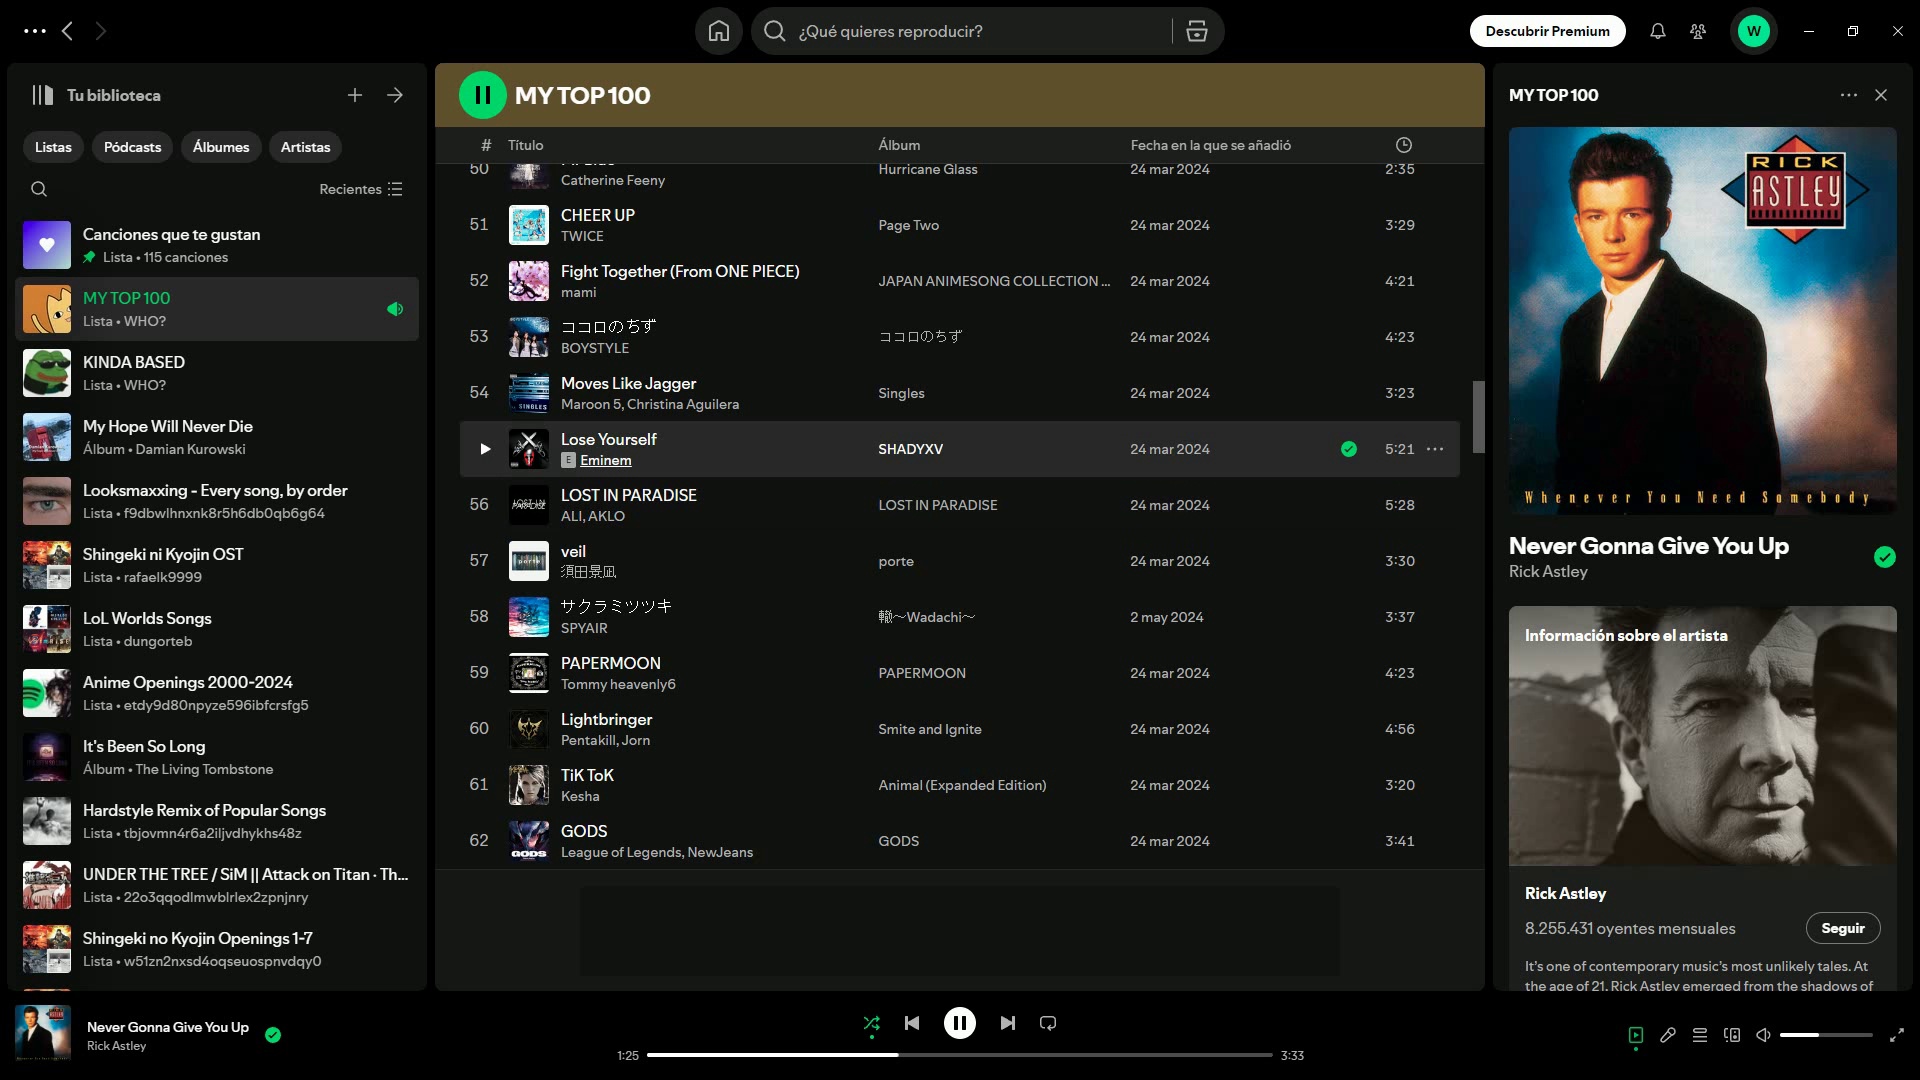 ¿Qué quieres reproducir?
Descubrir Premium
W
Tu biblioteca
Listas
Pódcasts
Álbumes
Artistas
Recientes
Canciones que te gustan
Lista • 115 canciones
MY TOP 100
Lista • WHO?
KINDA BASED
Lista • WHO?
My Hope Will Never Die
Álbum • Damian Kurowski
Looksmaxxing - Every song, by order
Lista • f9dbwlhnxnk8r5h6db0qb6g64
Shingeki ni Kyojin OST
Lista • rafaelk9999
LoL Worlds Songs
Lista • dungorteb
Anime Openings 2000-2024
Lista • etdy9d80npyze596ibfcrsfg5
It's Been So Long
Álbum • The Living Tombstone
Hardstyle Remix of Popular Songs
Lista • tbjovmn4r6a2iljvdhykhs48z
UNDER THE TREE / SiM || Attack on Titan · Th...
Lista • 22o3qqodlmwblrlex2zpnjnry
Shingeki no Kyojin Openings 1-7
Lista • w51zn2nxsd4oqseuospnvdqy0
MY TOP 100
# Título Álbum Fecha en la que se añadió
50 Catherine Feeny Hurricane Glass 24 mar 2024 2:35
51 CHEER UP Page Two 24 mar 2024 3:29
TWICE
52 Fight Together (From ONE PIECE) JAPAN ANIMESONG COLLECTION ... 24 mar 2024 4:21
mami
53 ココロのちず ココロのちず 24 mar 2024 4:23
BOYSTYLE
54 Moves Like Jagger Singles 24 mar 2024 3:23
Maroon 5, Christina Aguilera
Lose Yourself SHADYXV 24 mar 2024 5:21
E Eminem
56 LOST IN PARADISE LOST IN PARADISE 24 mar 2024 5:28
ALI, AKLO
57 veil porte 24 mar 2024 3:30
須田景凪
58 サクラミツツキ 轍〜Wadachi〜 2 may 2024 3:37
SPYAIR
59 PAPERMOON PAPERMOON 24 mar 2024 4:23
Tommy heavenly6
60 Lightbringer Smite and Ignite 24 mar 2024 4:56
Pentakill, Jorn
61 TiK ToK Animal (Expanded Edition) 24 mar 2024 3:20
Kesha
62 GODS GODS 24 mar 2024 3:41
League of Legends, NewJeans
MY TOP 100
RICK
ASTLEY
Whenever You Need Somebody
Never Gonna Give You Up
Rick Astley
Información sobre el artista
Rick Astley
8.255.431 oyentes mensuales
Seguir
It's one of contemporary music's most unlikely tales. At
the age of 21, Rick Astley emerged from the shadows of
Never Gonna Give You Up
Rick Astley
1:25
3:33